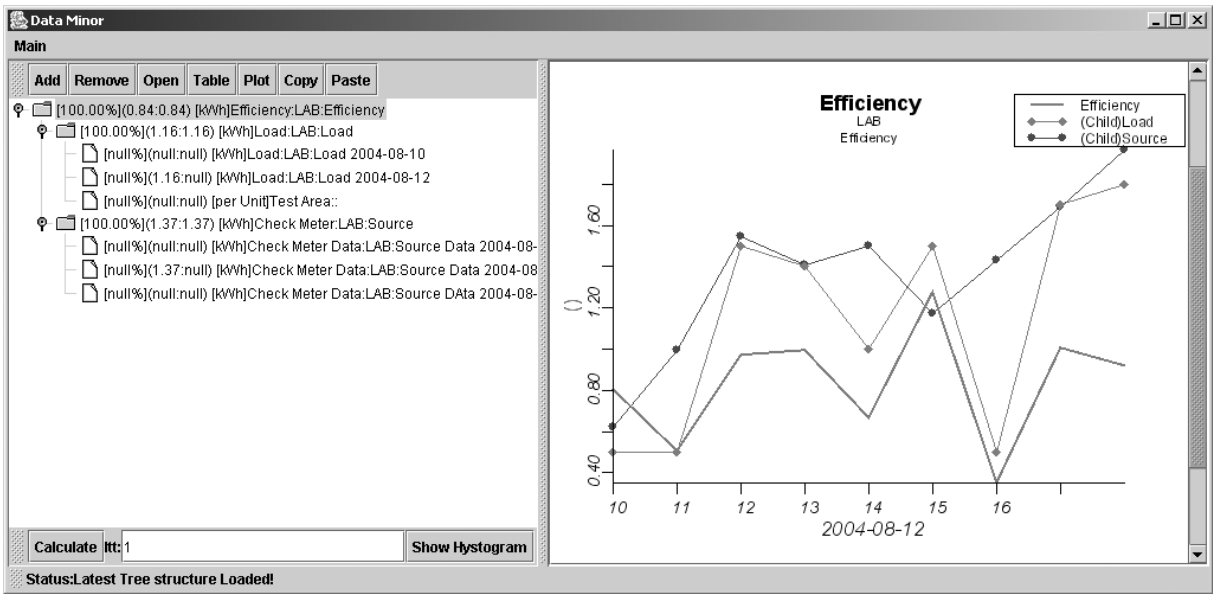 Data Minor
Main
Add Remove Open Table Plot Copy Paste
[100.00%](0.84:0.84) [kWh]Efficiency:LAB:Efficiency
[100.00%](1.16:1.16) [kWh]Load:LAB:Load
[null%](null:null) [kWh]Load:LAB:Load 2004-08-10
[null%](1.16:null) [kWh]Load:LAB:Load 2004-08-12
[null%](null:null) [per Unit]Test Area::
[100.00%](1.37:1.37) [kWh]Check Meter:LAB:Source
[null%](null:null) [kWh]Check Meter Data:LAB:Source Data 2004-08-
[null%](1.37:null) [kWh]Check Meter Data:LAB:Source Data 2004-08
[null%](null:null) [kWh]Check Meter Data:LAB:Source DAta 2004-08-
Calculate Itt: 1 Show Hystogram
Status:Latest Tree structure Loaded!
Efficiency
LAB
Efficiency
Efficiency
(Child)Load
(Child)Source
()
1.60
1.20
0.80
0.40
10 11 12 13 14 15 16
2004-08-12